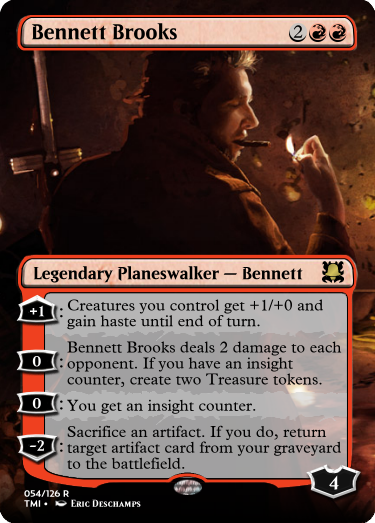 Bennett Brooks 2
Legendary Planeswalker — Bennett
+1 : Creatures you control get +1/+0 and
gain haste until end of turn.
0 : Bennett Brooks deals 2 damage to each
opponent. If you have an insight
counter, create two Treasure tokens.
0 : You get an insight counter.
-2 : Sacrifice an artifact. If you do, return
target artifact card from your graveyard
to the battlefield.
4
054/126 R
TMI • Eric Deschamps